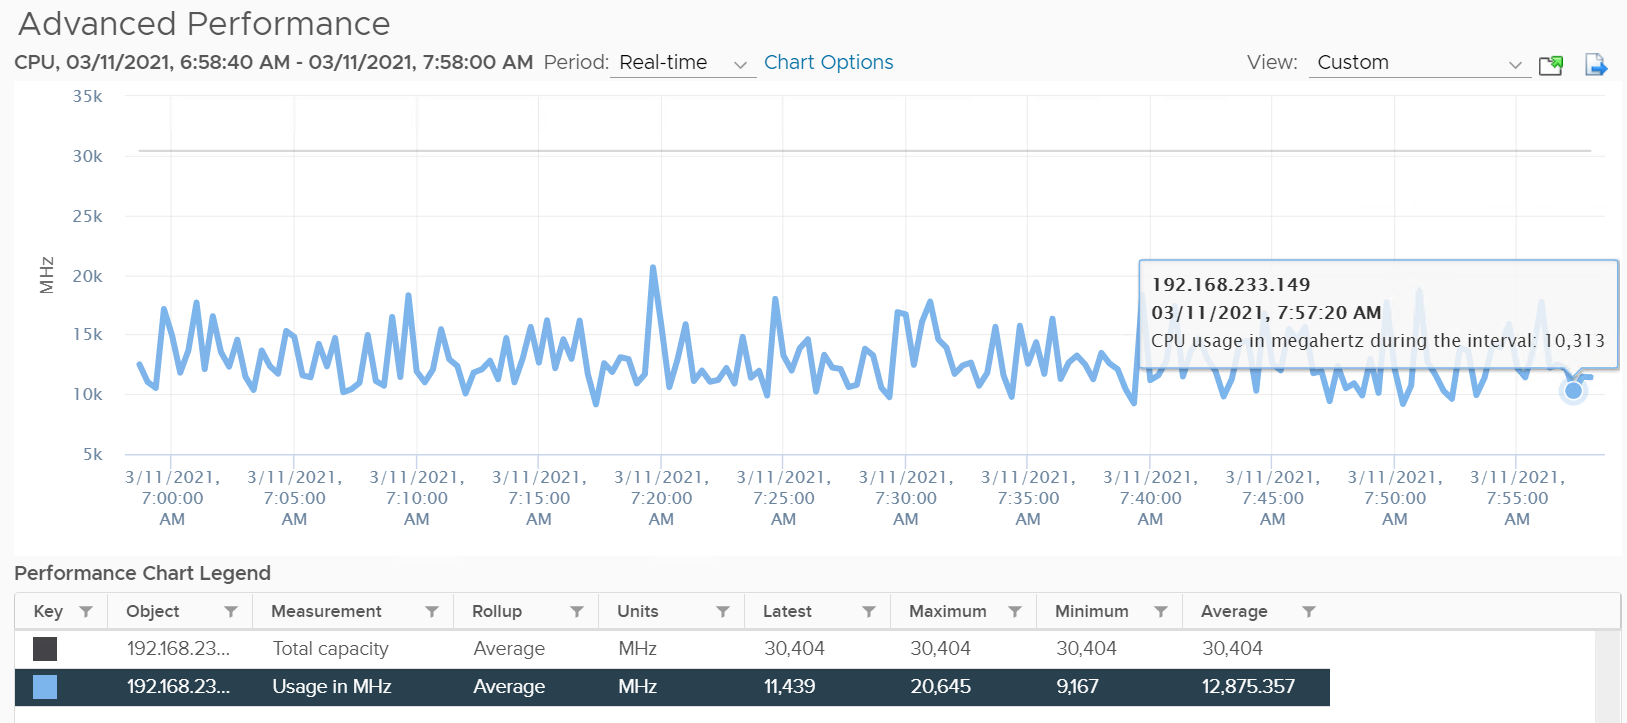 Advanced Performance
CPU, 03/11/2021, 6:58:40 AM - 03/11/2021, 7:58:00 AM Period: Real-time Chart Options View: Custom
35k
30k
25k
20k
15k
10k
5k
MHz
192.168.233.149
03/11/2021, 7:57:20 AM
CPU usage in megahertz during the interval: 10,313
3/11/2021, 3/11/2021, 3/11/2021, 3/11/2021, 3/11/2021, 3/11/2021, 3/11/2021, 3/11/2021, 3/11/2021, 3/11/2021, 3/11/2021, 3/11/2021,
7:00:00 7:05:00 7:10:00 7:15:00 7:20:00 7:25:00 7:30:00 7:35:00 7:40:00 7:45:00 7:50:00 7:55:00
AM AM AM AM AM AM AM AM AM AM AM AM
Performance Chart Legend
Key Object Measurement Rollup Units Latest Maximum Minimum Average
192.168.23... Total capacity Average MHz 30,404 30,404 30,404 30,404
192.168.23... Usage in MHz Average MHz 11,439 20,645 9,167 12,875.357